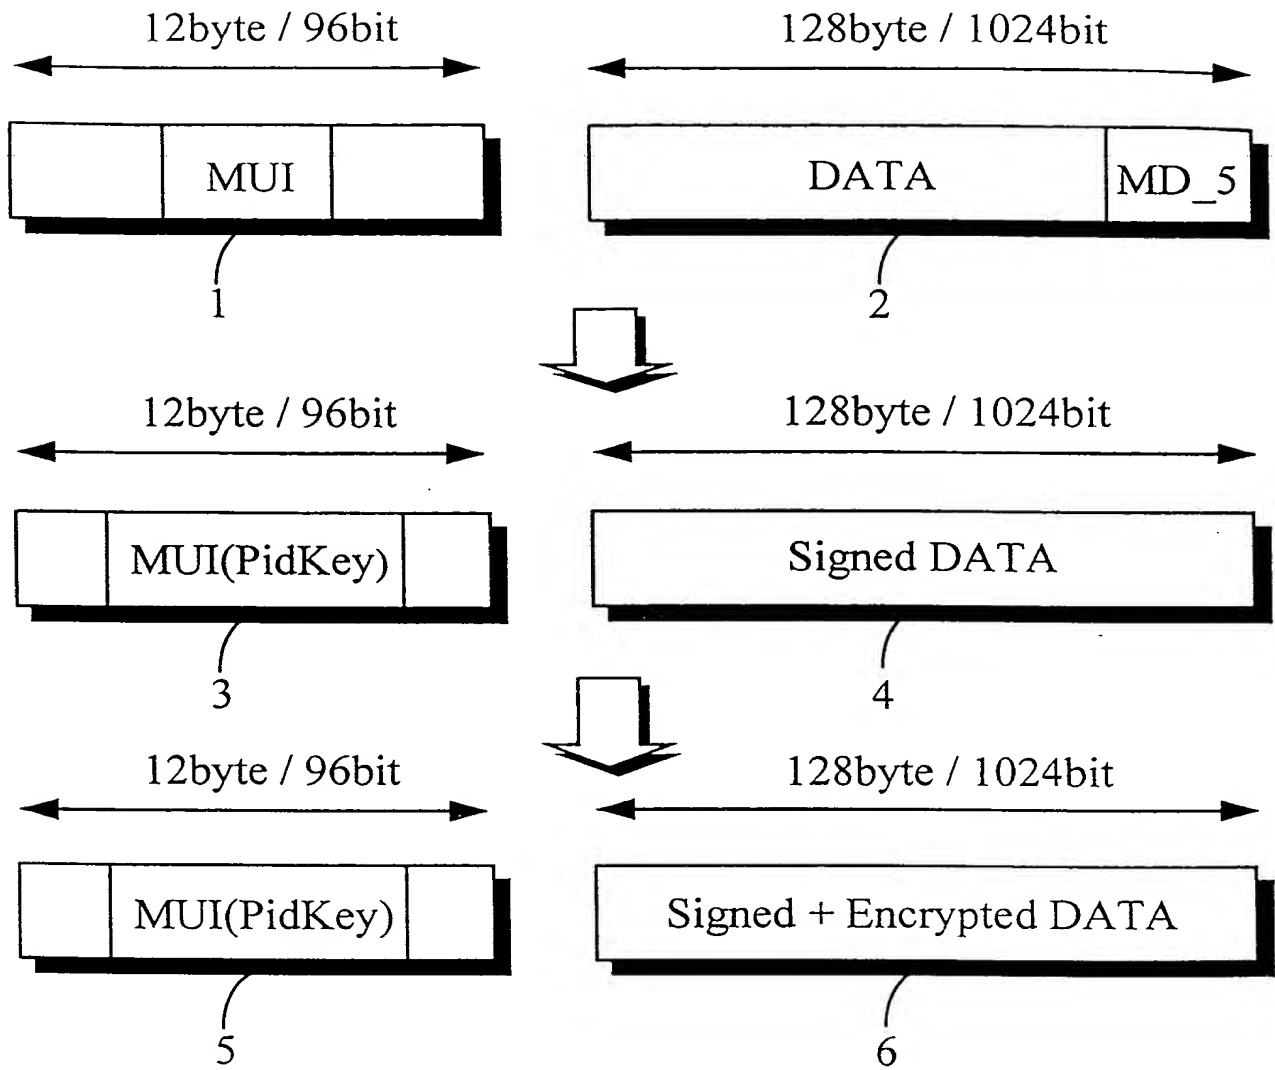 12byte / 96bit
128byte / 1024bit
MUI
DATA
MD_5
1
2
12byte / 96bit
128byte / 1024bit
MUI(PidKey)
Signed DATA
3
4
12byte / 96bit
128byte / 1024bit
MUI(PidKey)
Signed + Encrypted DATA
5
6